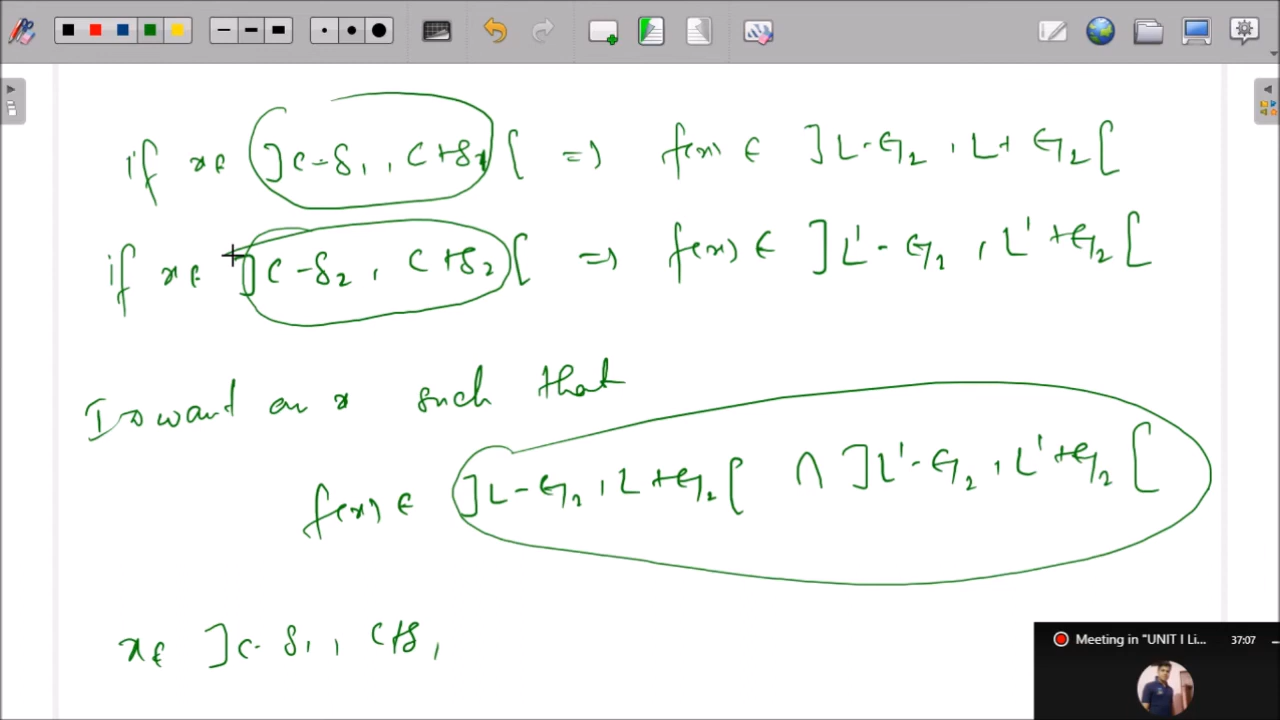 if x ∈ ]c-δ₁, c+δ₁[ => f(x) ∈ ]L-ϵ/₂, L+ϵ/₂[
if x ∈ ]c-δ₂, c+δ₂[ => f(x) ∈ ]L'-ϵ/₂, L'+ϵ/₂[
I want an x such that
f(x) ∈ ]L-ϵ/₂, L+ϵ/₂[ ∩ ]L'-ϵ/₂, L'+ϵ/₂[
x ∈ ]c-δ₁, c+δ₁
Meeting in "UNIT I Li... 37:07